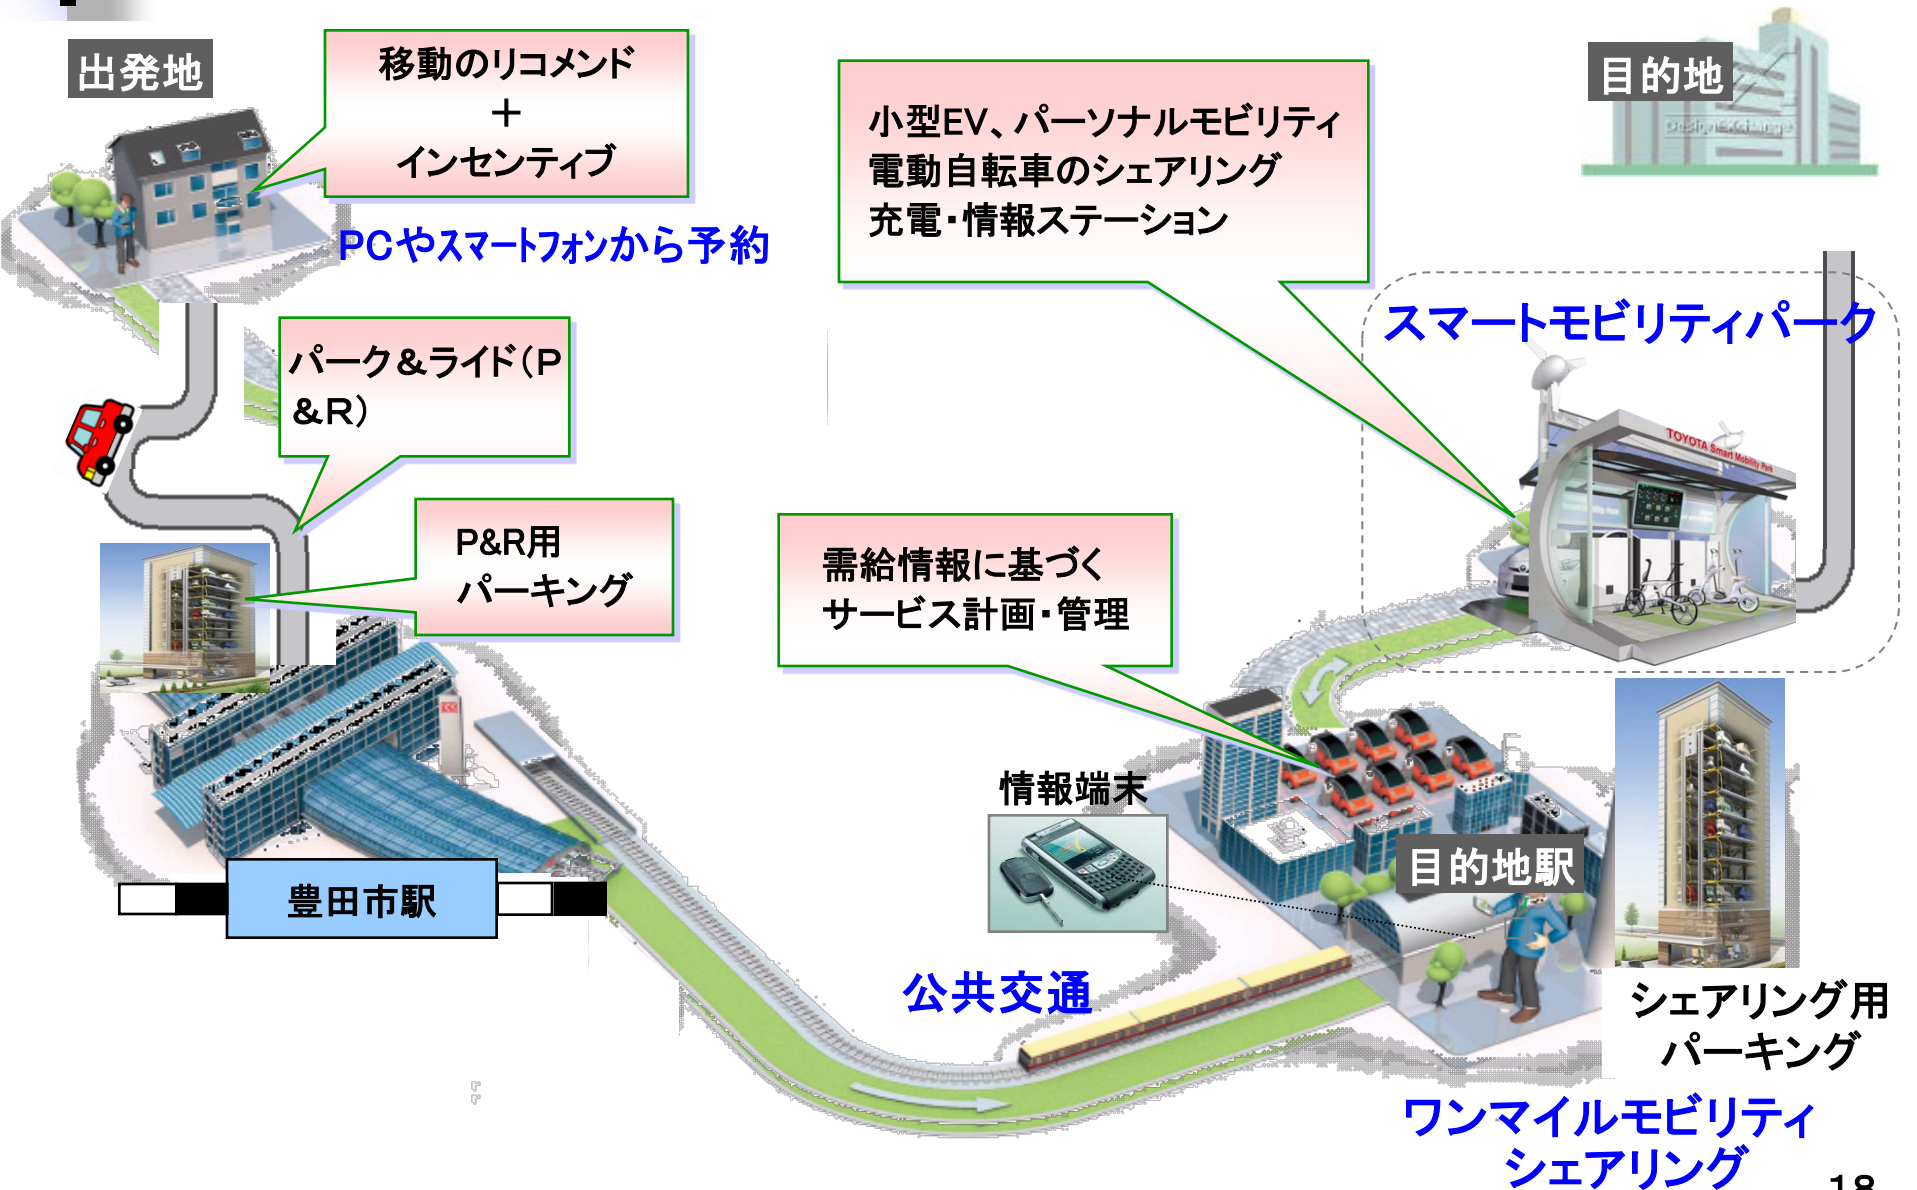 出発地
移動のリコメンド
＋
インセンティブ
PCやスマートフォンから予約
小型EV、パーソナルモビリティ
電動自転車のシェアリング
充電・情報ステーション
目的地
Design Exchange
スマートモビリティパーク
TOYOTA Smart Mobility Park
パーク＆ライド（P
＆R）
P&R用
パーキング
需給情報に基づく
サービス計画・管理
情報端末
目的地駅
豊田市駅
公共交通
シェアリング用
パーキング
ワンマイルモビリティ
シェアリング
18